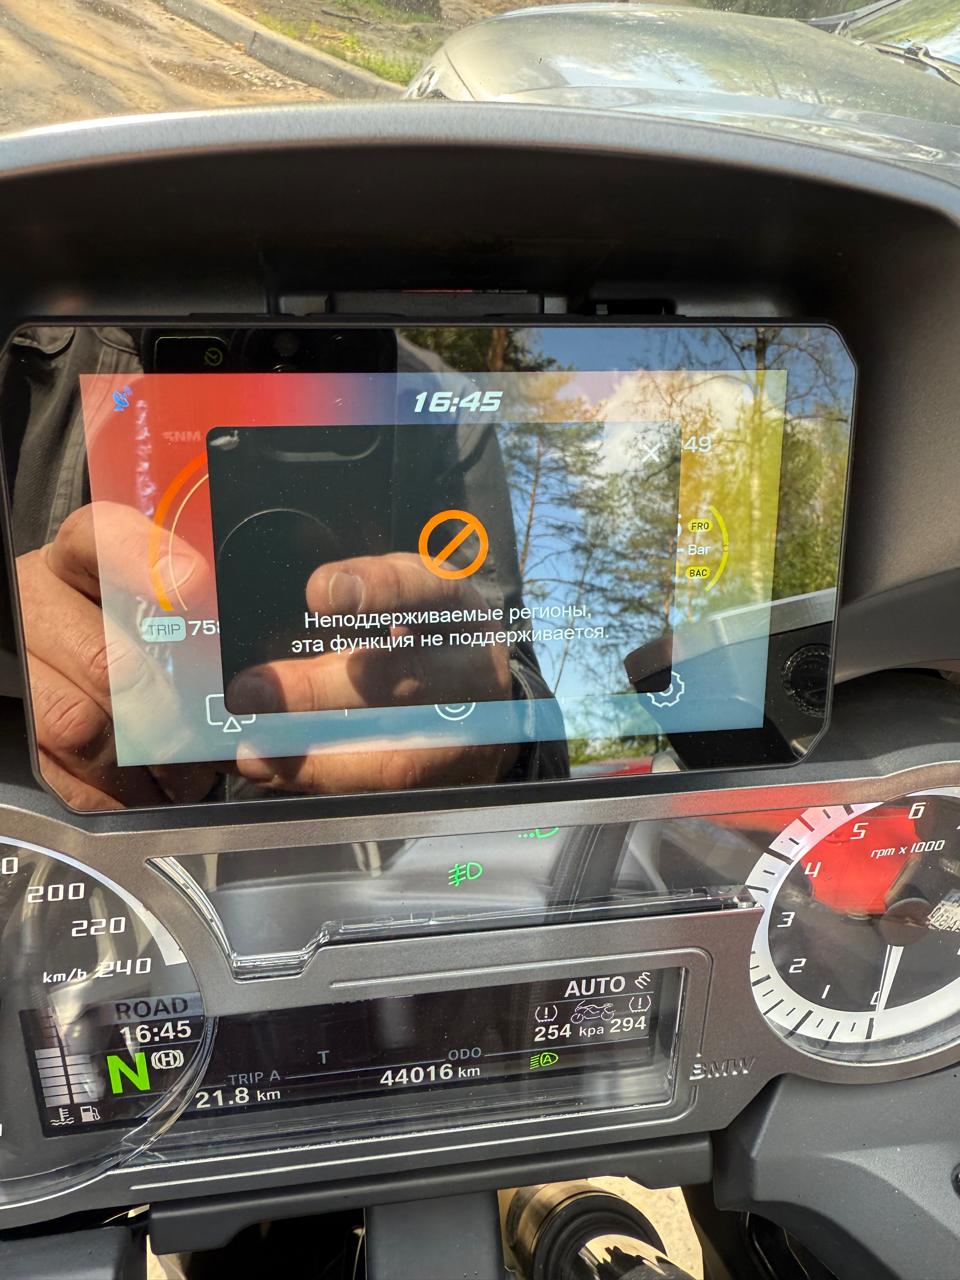 16:45
49
FRO
Bar
BAC
TRIP 758
Неподдерживаемые регионы,
эта функция не поддерживается.
200
220
240
km/h
ROAD
16:45
N
(H)
TRIP A
21.8 km
T
ODO
44016 km
AUTO
254 kpa 294
BMW
1
2
3
4
5
6
rpm x 1000